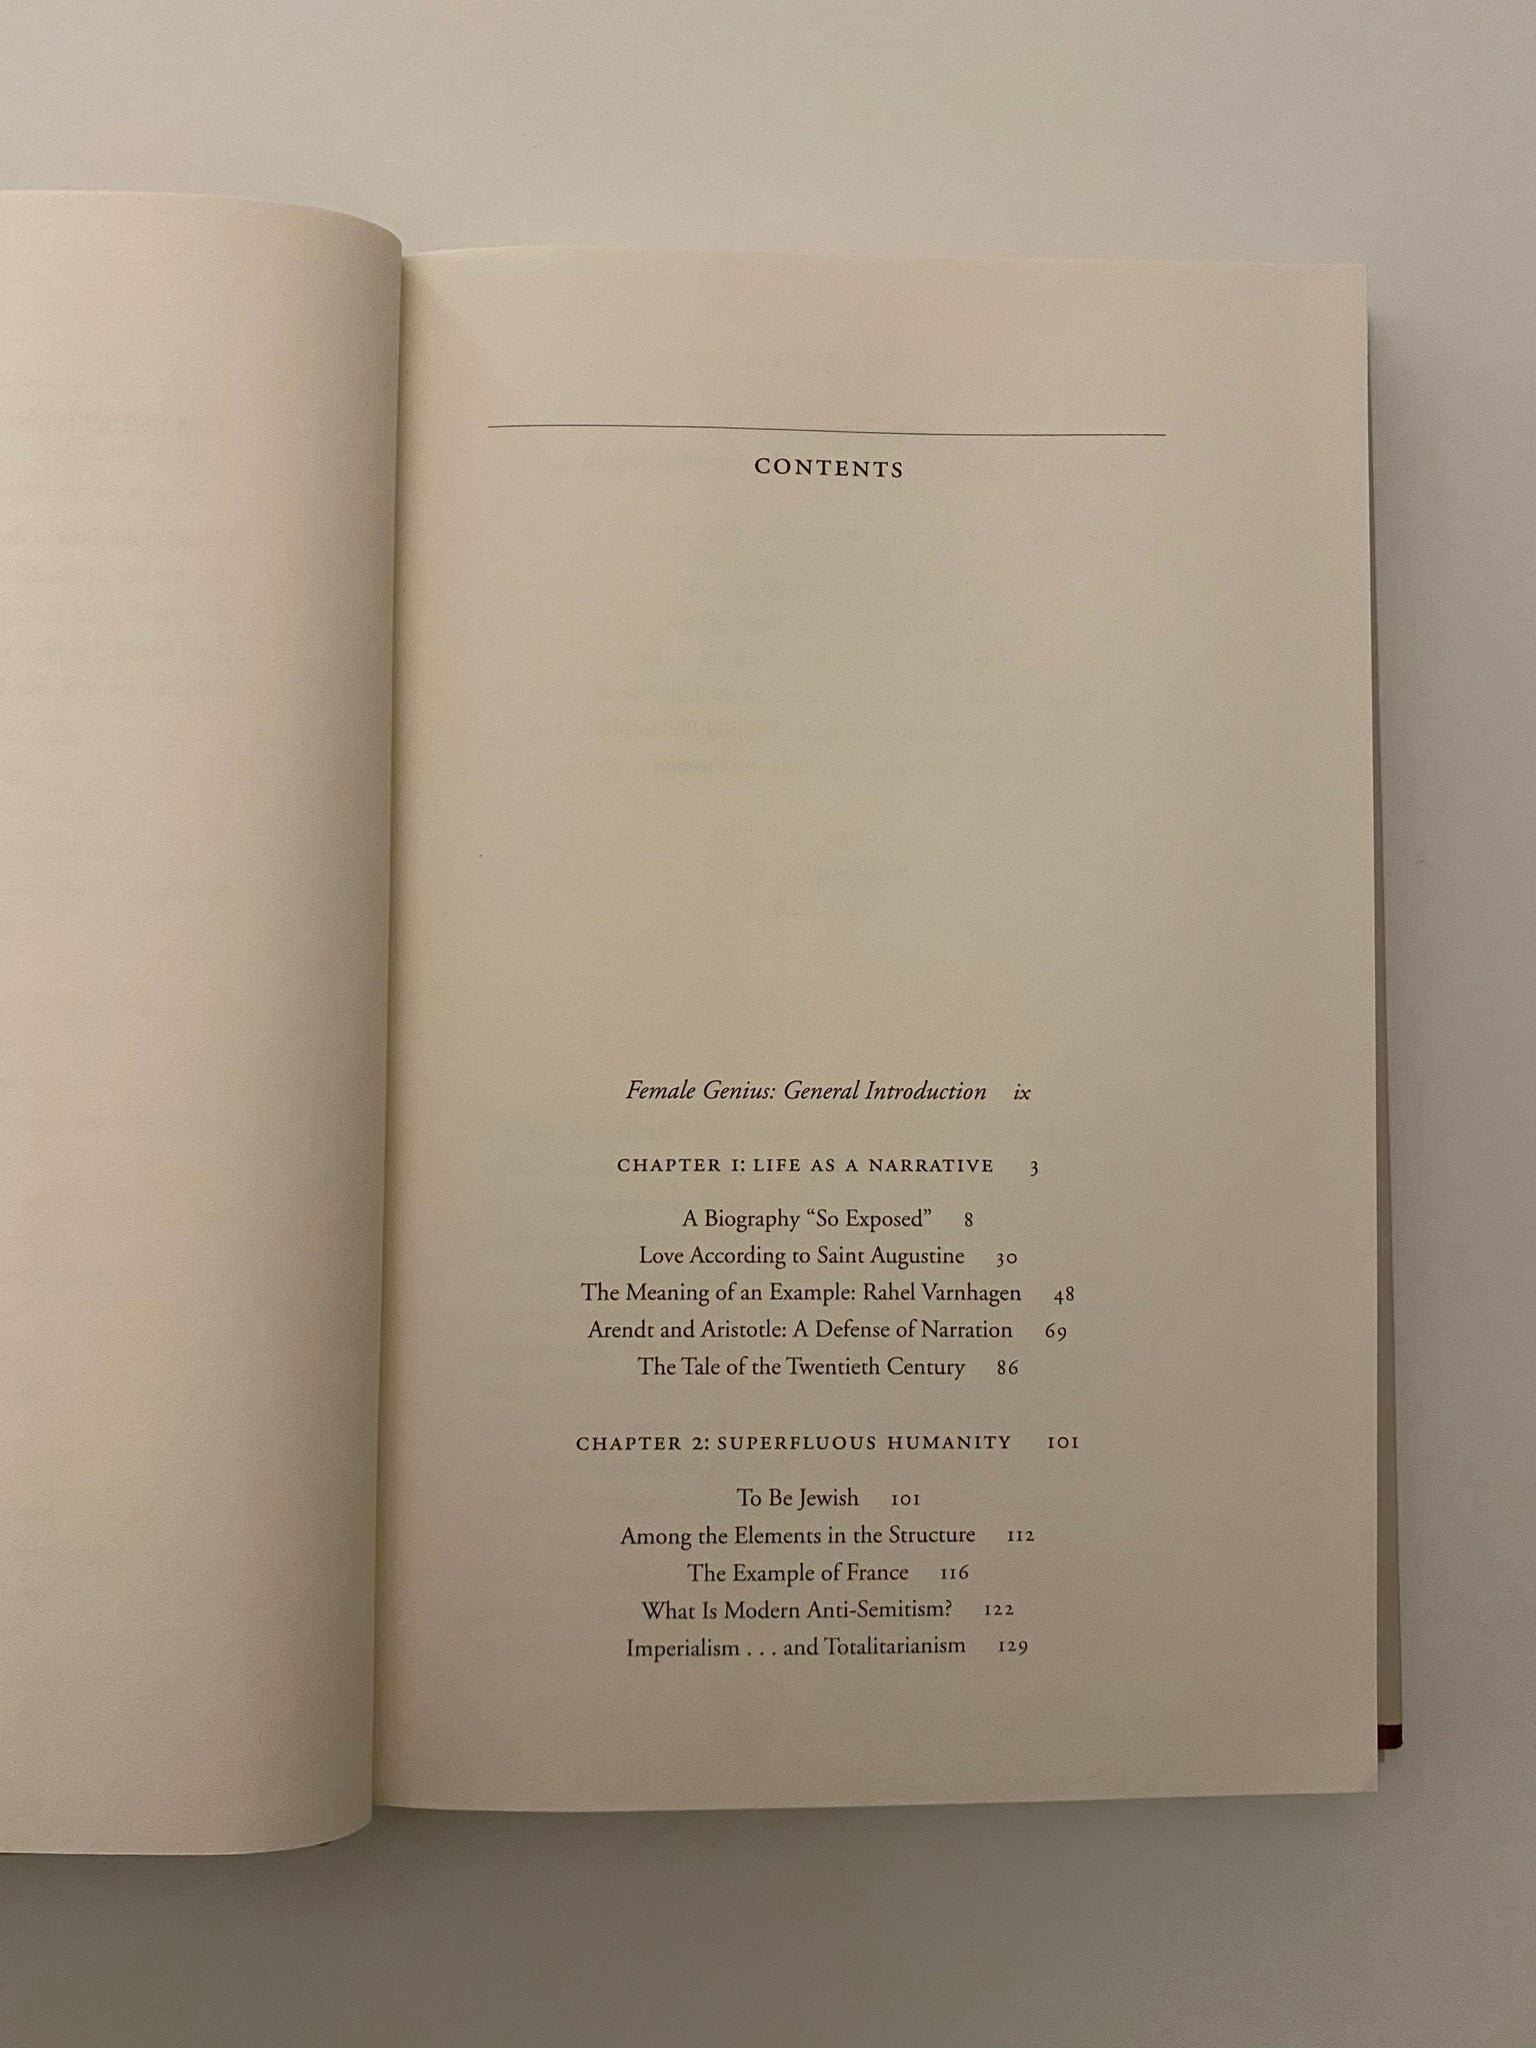 CONTENTS
Female Genius: General Introduction ix
CHAPTER 1: LIFE AS A NARRATIVE 3
A Biography “So Exposed” 8
Love According to Saint Augustine 30
The Meaning of an Example: Rahel Varnhagen 48
Arendt and Aristotle: A Defense of Narration 69
The Tale of the Twentieth Century 86
CHAPTER 2: SUPERFLUOUS HUMANITY 101
To Be Jewish 101
Among the Elements in the Structure 112
The Example of France 116
What Is Modern Anti-Semitism? 122
Imperialism . . . and Totalitarianism 129